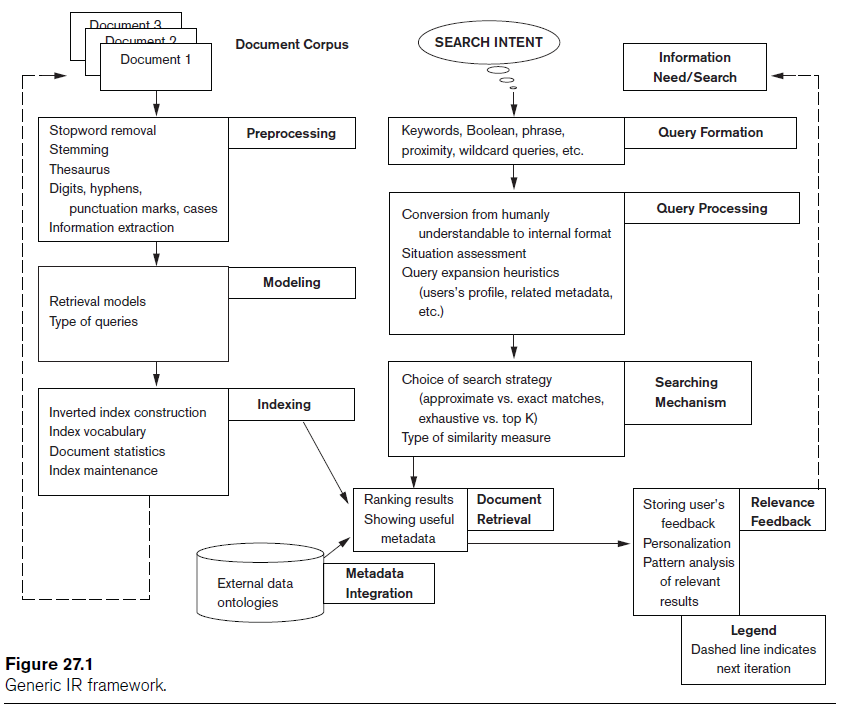 Document 3
Document 2
Document 1
Document Corpus
SEARCH INTENT
Information
Need/Search
Stopword removal
Stemming
Thesaurus
Digits, hyphens,
punctuation marks, cases
Information extraction
Preprocessing
Keywords, Boolean, phrase,
proximity, wildcard queries, etc.
Query Formation
Conversion from humanly
understandable to internal format
Situation assessment
Query expansion heuristics
(users's profile, related metadata,
etc.)
Query Processing
Retrieval models
Type of queries
Modeling
Choice of search strategy
(approximate vs. exact matches,
exhaustive vs. top K)
Type of similarity measure
Searching
Mechanism
Inverted index construction
Index vocabulary
Document statistics
Index maintenance
Indexing
Ranking results
Showing useful
metadata
Document
Retrieval
Storing user's
feedback
Personalization
Pattern analysis
of relevant
results
Relevance
Feedback
External data
ontologies
Metadata
Integration
Legend
Dashed line indicates
next iteration
Figure 27.1
Generic IR framework.